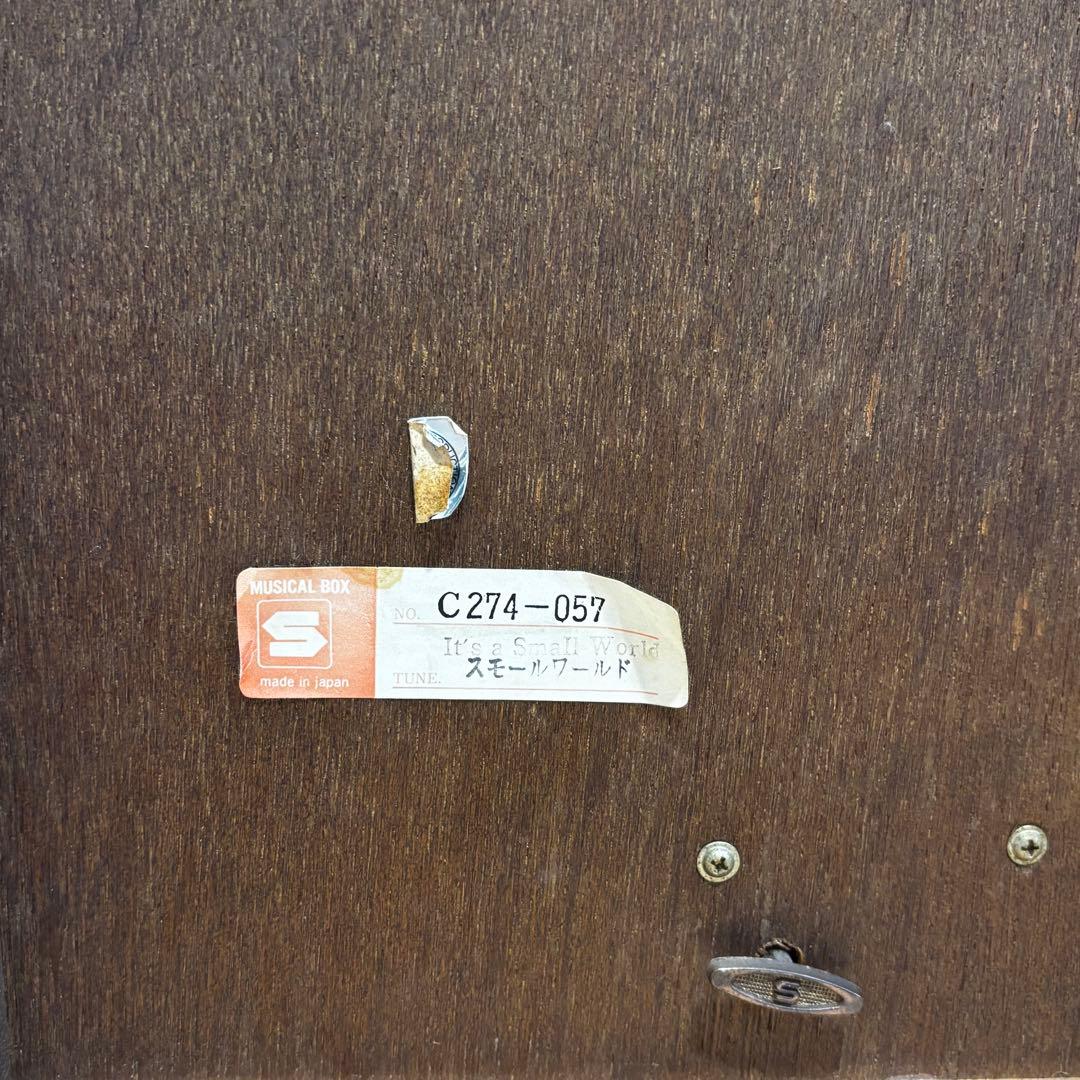 MUSICAL BOX
S
made in japan
NO. C274-057
It's a Small World
TUNE. スモールワールド
S